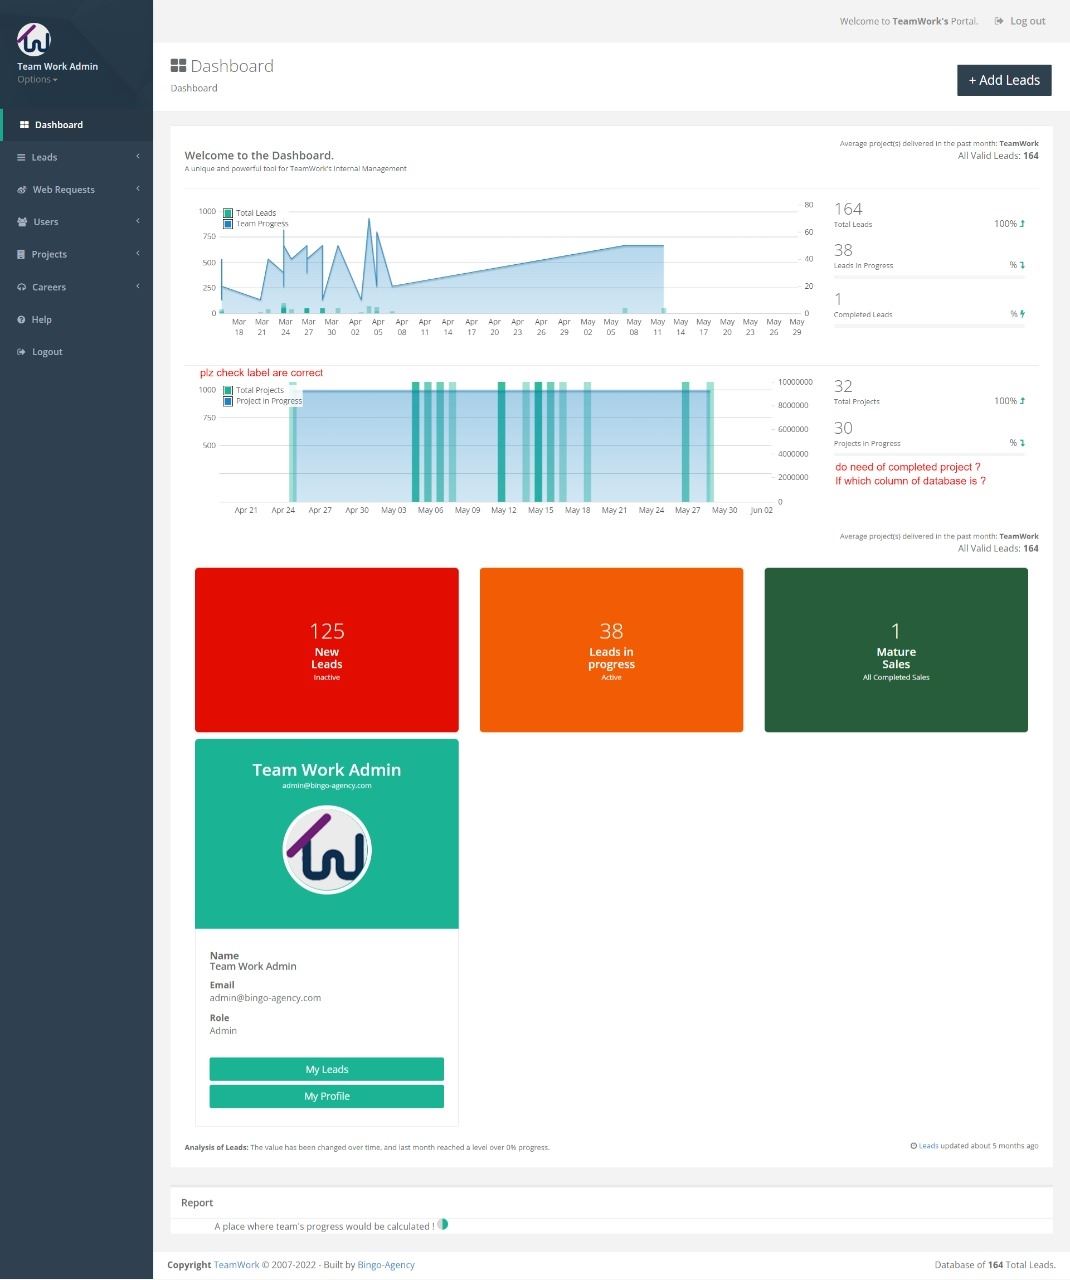 Welcome to TeamWork's Portal.
Log out
Team Work Admin
Options
Dashboard
Leads
Web Requests
Users
Projects
Careers
Help
Logout
Dashboard
Dashboard
+ Add Leads
Welcome to the Dashboard.
A unique and powerful tool for TeamWork's Internal Management
Average project(s) delivered in the past month: TeamWork
All Valid Leads: 164
Total Leads
Team Progress
1000
750
500
250
0
80
60
40
20
0
Mar 18 Mar 21 Mar 24 Mar 27 Mar 30 Apr 02 Apr 05 Apr 08 Apr 11 Apr 14 Apr 17 Apr 20 Apr 23 Apr 26 Apr 29 May 02 May 05 May 08 May 11 May 14 May 17 May 20 May 23 May 26 May 29
164
Total Leads 100%
38
Leads in Progress %
1
Completed Leads %
plz check label are correct
Total Projects
Project in Progress
1000
750
500
10000000
8000000
6000000
4000000
2000000
0
Apr 21 Apr 24 Apr 27 Apr 30 May 03 May 06 May 09 May 12 May 15 May 18 May 21 May 24 May 27 May 30 Jun 02
32
Total Projects 100%
30
Projects in Progress %
do need of completed project ?
If which column of database is ?
Average project(s) delivered in the past month: TeamWork
All Valid Leads: 164
125
New
Leads
Inactive
38
Leads in
progress
Active
1
Mature
Sales
All Completed Sales
Team Work Admin
admin@bingo-agency.com
Name
Team Work Admin
Email
admin@bingo-agency.com
Role
Admin
My Leads
My Profile
Analysis of Leads: The value has been changed over time, and last month reached a level over 0% progress.
Leads updated about 5 months ago
Report
A place where team's progress would be calculated !
Copyright TeamWork © 2007-2022 - Built by Bingo-Agency
Database of 164 Total Leads.